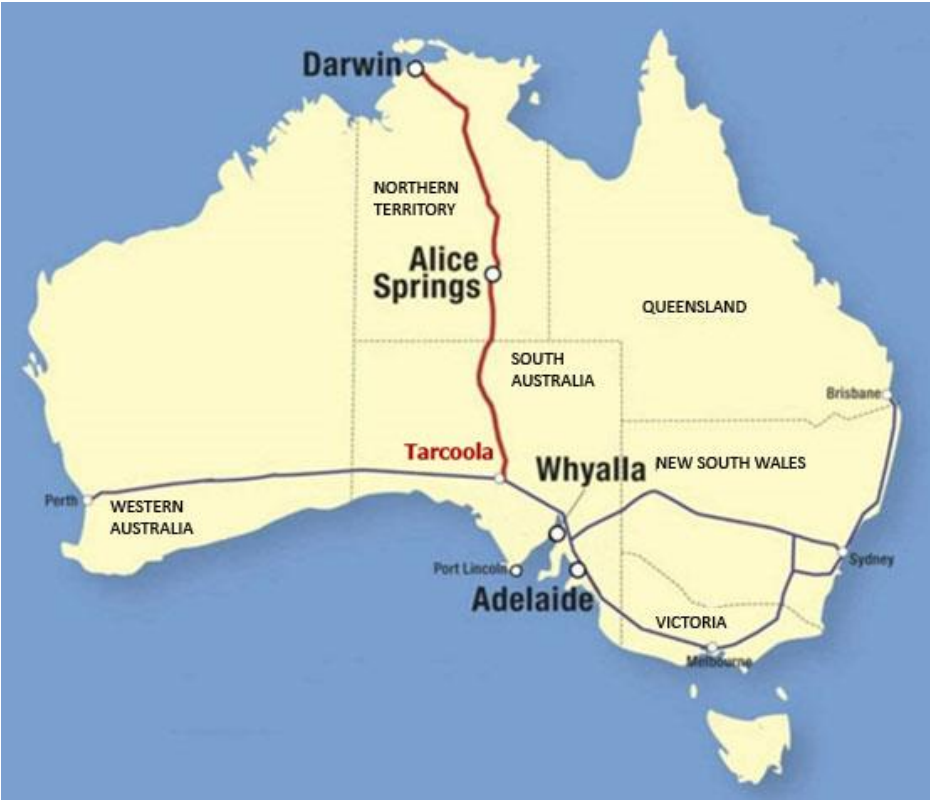 Darwin
NORTHERN
TERRITORY
Alice
Springs
QUEENSLAND
SOUTH
AUSTRALIA
Brisbane
Tarcoola
Whyalla
NEW SOUTH WALES
Perth
WESTERN
AUSTRALIA
Sydney
Port Lincoln
Adelaide
VICTORIA
Melbourne